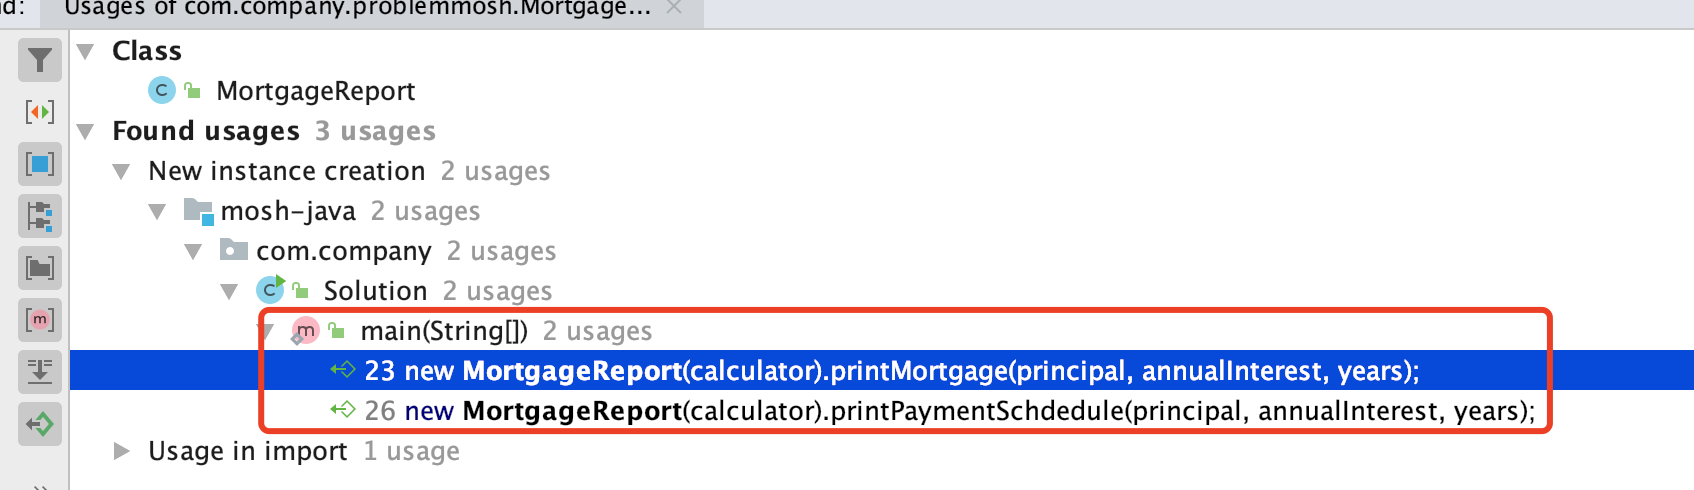 d: Usages of com.company.problemmosh.Mortgage...
Class
C MortgageReport
Found usages 3 usages
New instance creation 2 usages
mosh-java 2 usages
com.company 2 usages
C Solution 2 usages
m main(String[]) 2 usages
23 new MortgageReport(calculator).printMortgage(principal, annualInterest, years);
m 26 new MortgageReport(calculator).printPaymentSchdedule(principal, annualInterest, years);
Usage in import 1 usage